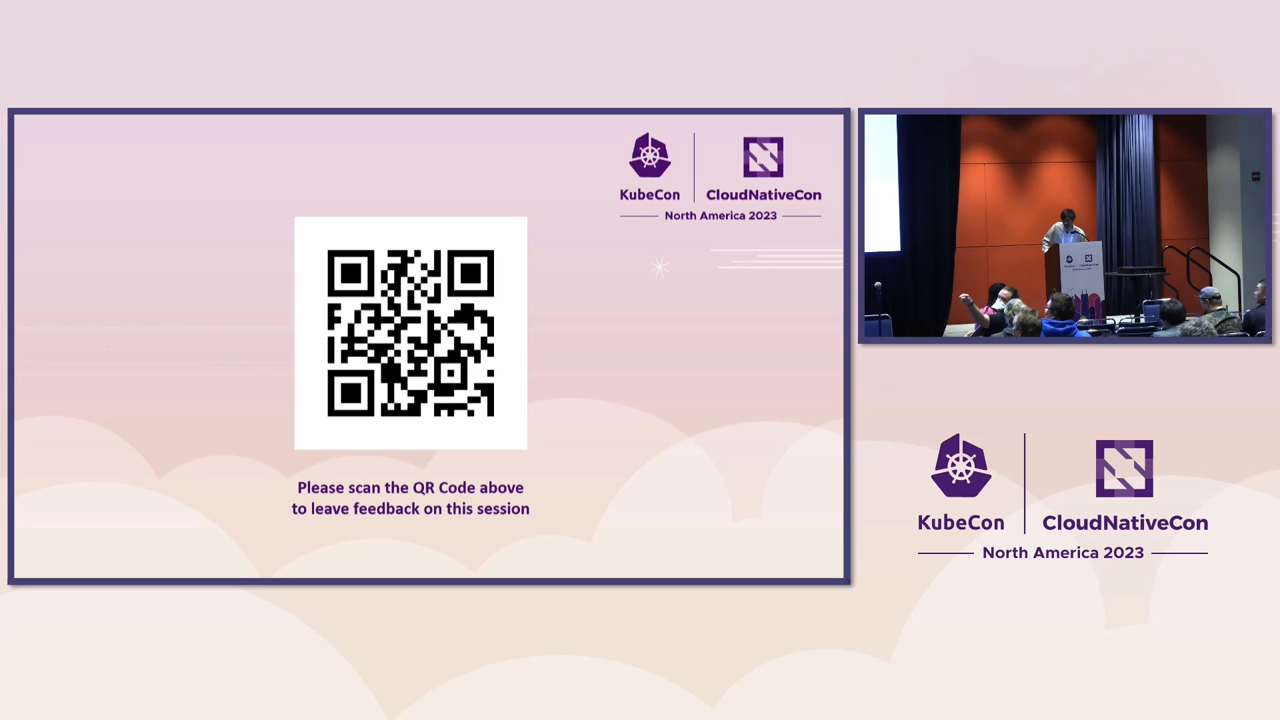 KubeCon
CloudNativeCon
North America 2023
Please scan the QR Code above
to leave feedback on this session
KubeCon
CloudNativeCon
North America 2023